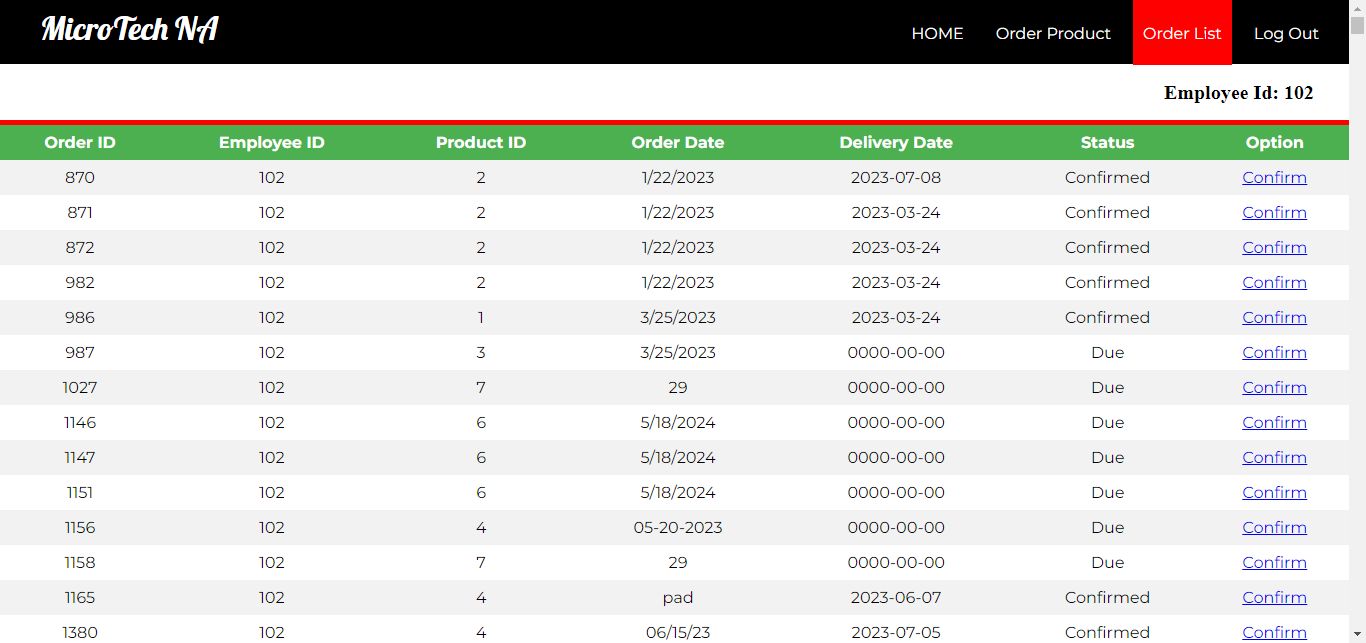 MicroTech NA
HOME Order Product Order List Log Out
Employee Id: 102
Order ID Employee ID Product ID Order Date Delivery Date Status Option
870 102 2 1/22/2023 2023-07-08 Confirmed Confirm
871 102 2 1/22/2023 2023-03-24 Confirmed Confirm
872 102 2 1/22/2023 2023-03-24 Confirmed Confirm
982 102 2 1/22/2023 2023-03-24 Confirmed Confirm
986 102 1 3/25/2023 2023-03-24 Confirmed Confirm
987 102 3 3/25/2023 0000-00-00 Due Confirm
1027 102 7 29 0000-00-00 Due Confirm
1146 102 6 5/18/2024 0000-00-00 Due Confirm
1147 102 6 5/18/2024 0000-00-00 Due Confirm
1151 102 6 5/18/2024 0000-00-00 Due Confirm
1156 102 4 05-20-2023 0000-00-00 Due Confirm
1158 102 7 29 0000-00-00 Due Confirm
1165 102 4 pad 2023-06-07 Confirmed Confirm
1380 102 4 06/15/23 2023-07-05 Confirmed Confirm